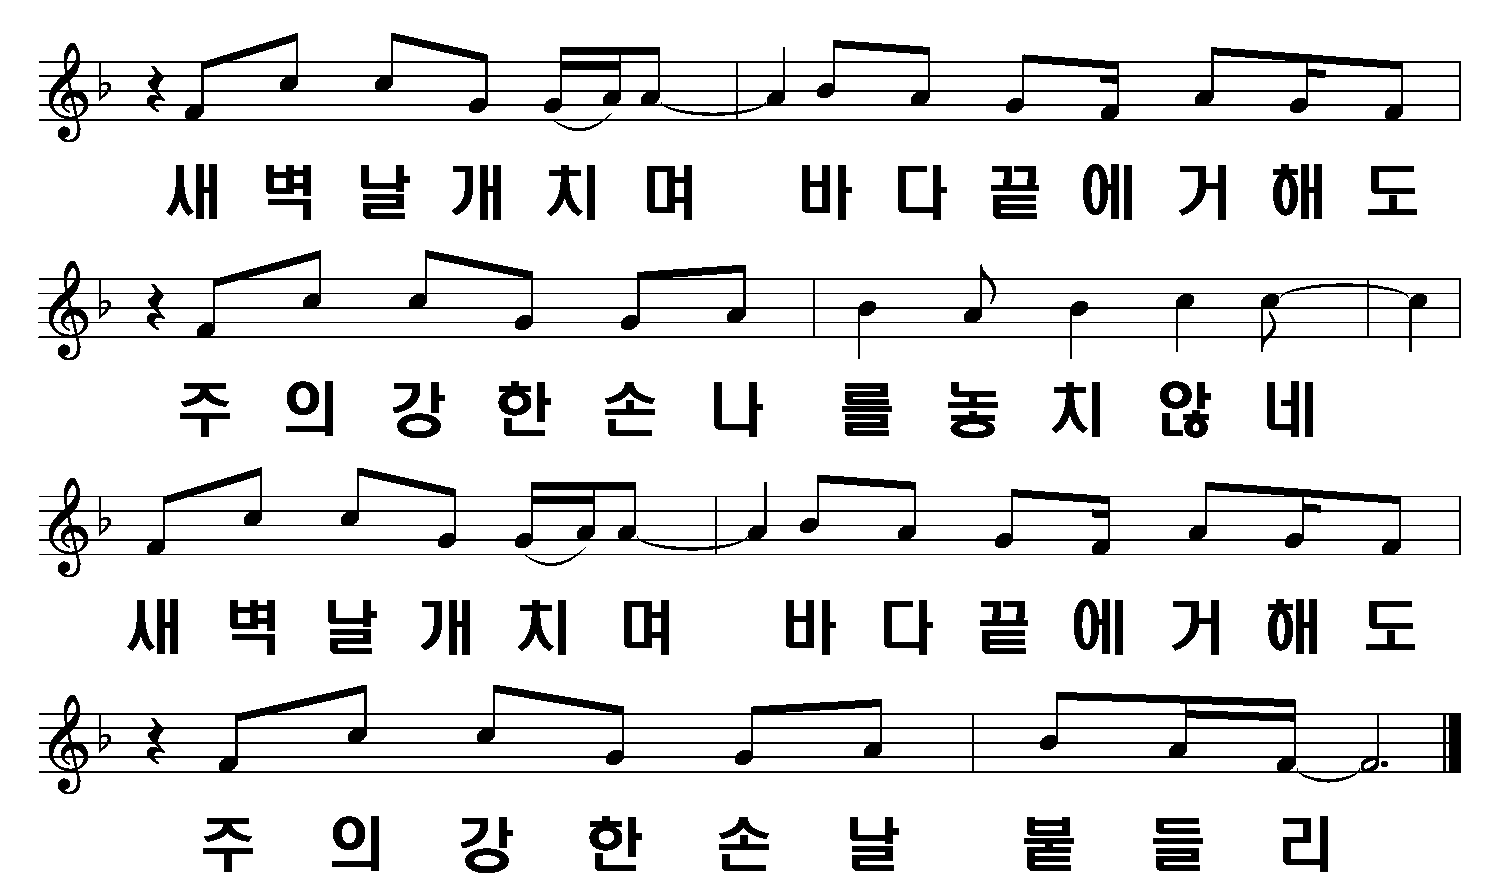 새 벽 날 개 치 며 바 다 끝 에 거 해 도
주 의 강 한 손 나 를 놓 치 않 네
새 벽 날 개 치 며 바 다 끝 에 거 해 도
주 의 강 한 손 날 붙 들 리